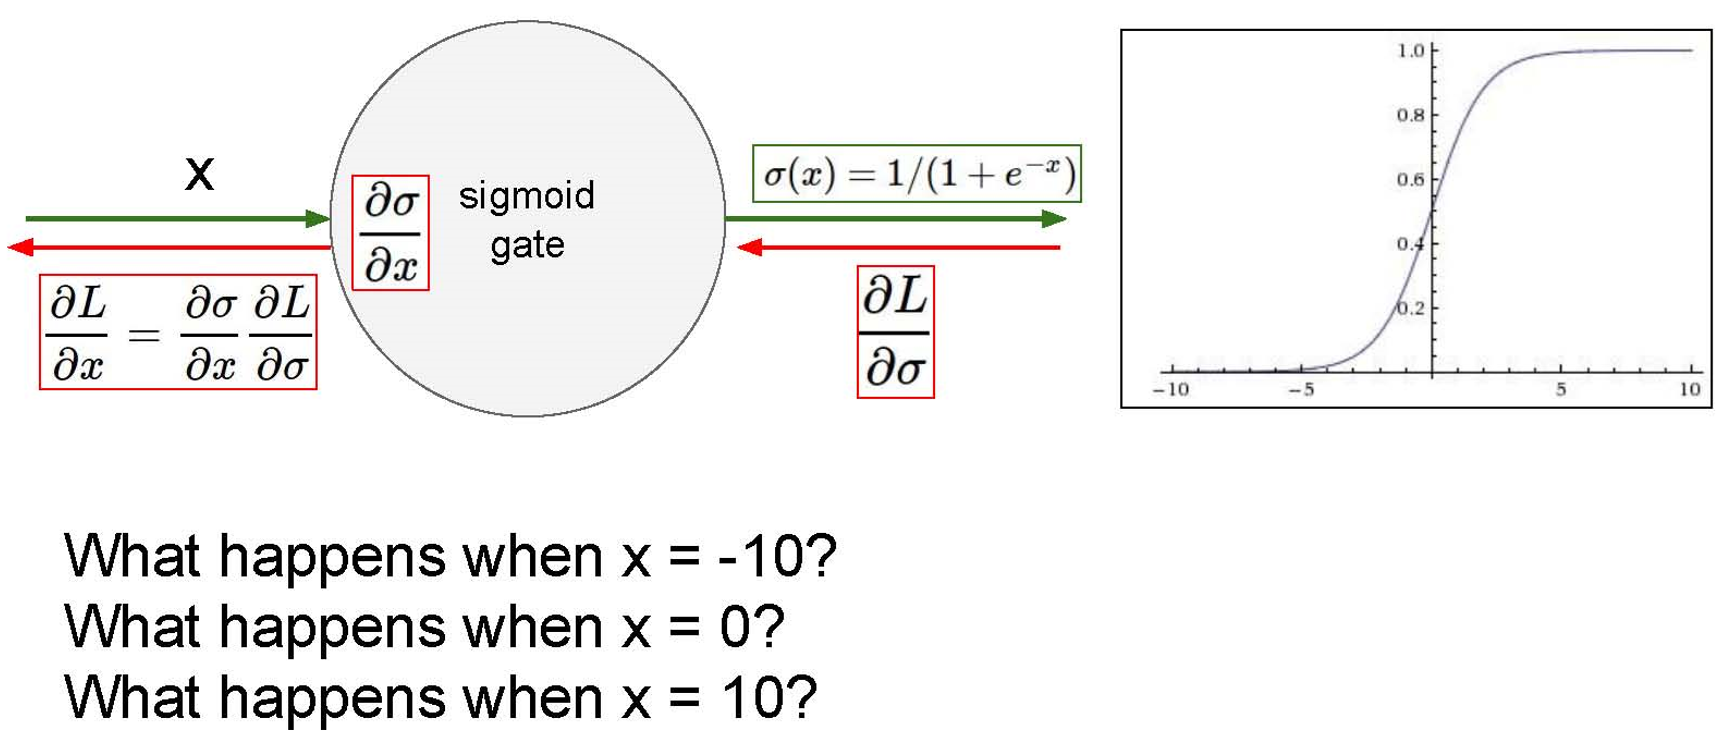 x
∂σ/∂x
sigmoid
gate
σ(x) = 1/(1 + e^{−x})
∂L/∂x = ∂σ/∂x ∂L/∂σ
∂L/∂σ
1.0
0.8
0.6
0.4
0.2
−10 −5 5 10
What happens when x = -10?
What happens when x = 0?
What happens when x = 10?